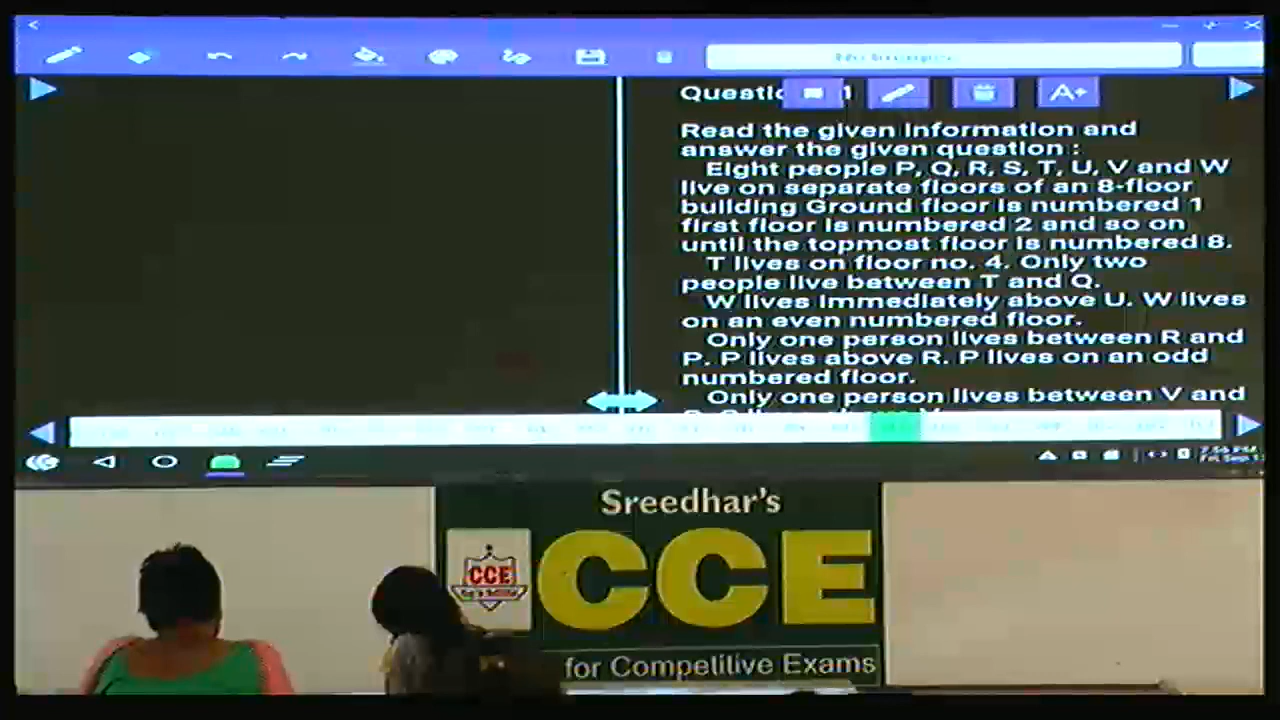 A+
Read the given information and
answer the given question :
Eight people P, Q, R, S, T, U, V and W
live on separate floors of an 8-floor
building Ground floor is numbered 1
first floor is numbered 2 and so on
until the topmost floor is numbered 8.
T lives on floor no. 4. Only two
people live between T and Q.
W lives immediately above U. W lives
on an even numbered floor.
Only one person lives between R and
P. P lives above R. P lives on an odd
numbered floor.
Only one person lives between V and
Sreedhar's
CCE
CCE
for Competitive Exams